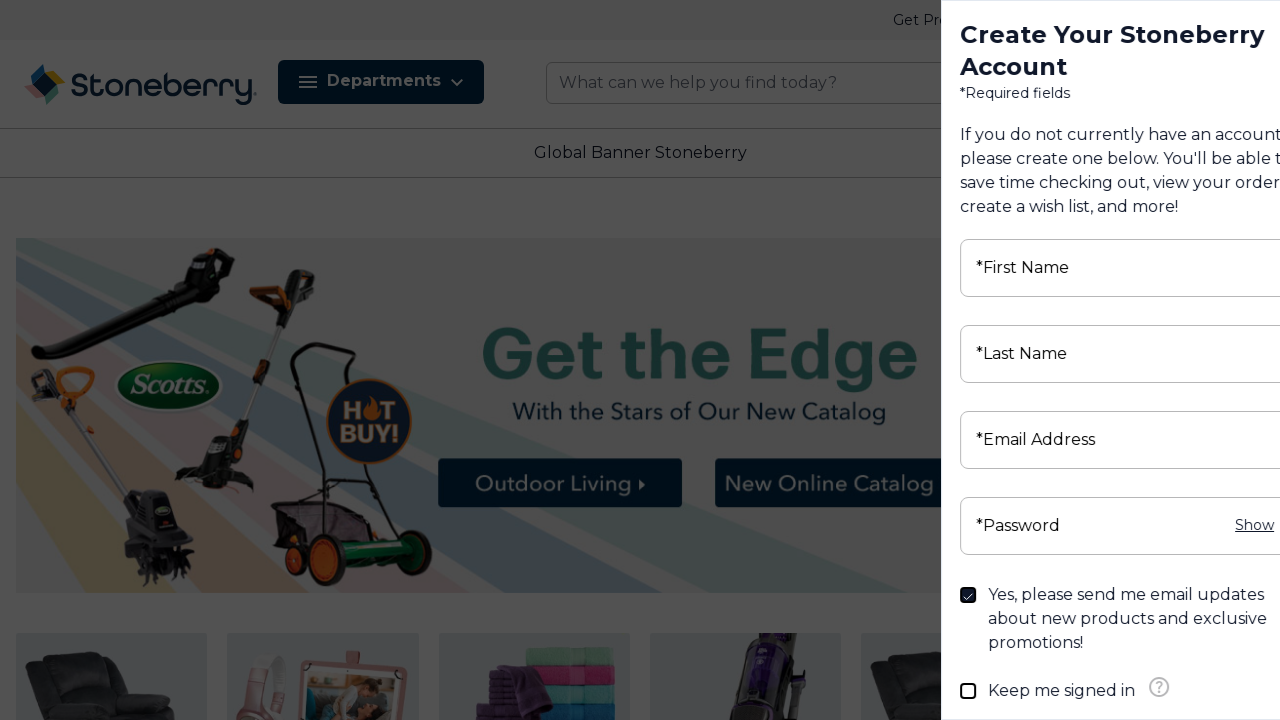 Get Pr
Stoneberry
Departments
What can we help you find today?
Global Banner Stoneberry
Scotts
HOT
BUY!
Get the Edge
With the Stars of Our New Catalog
Outdoor Living
New Online Catalog
Create Your Stoneberry
Account
*Required fields
If you do not currently have an account
please create one below. You'll be able t
save time checking out, view your order
create a wish list, and more!
*First Name
*Last Name
*Email Address
*Password
Show
Yes, please send me email updates
about new products and exclusive
promotions!
Keep me signed in